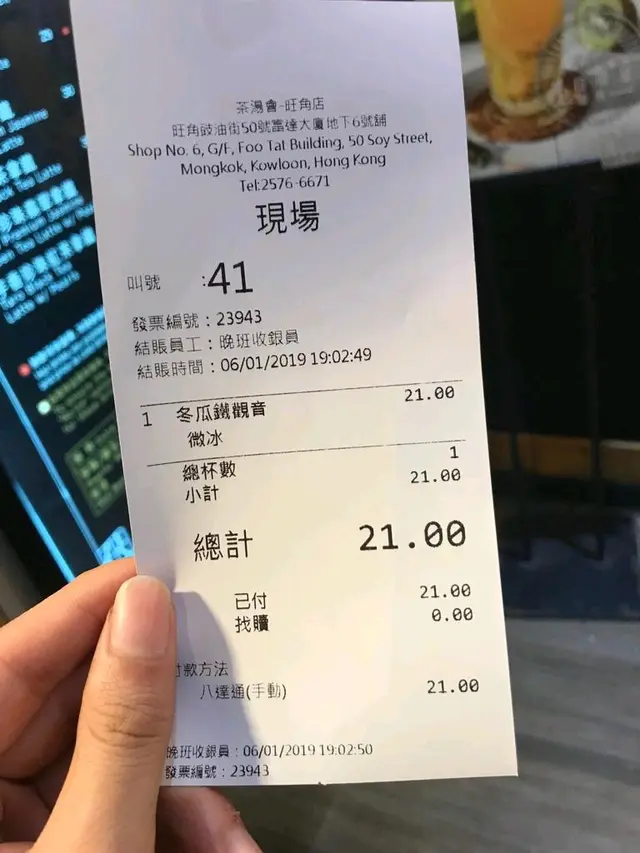 茶湯會-旺角店
旺角豉油街50號富達大廈地下6號舖
Shop No. 6, G/F, Foo Tat Building, 50 Soy Street,
Mongkok, Kowloon, Hong Kong
Tel:2576-6671
現場
叫號 :41
發票編號：23943
結賬員工：晚班收銀員
結賬時間：06/01/2019 19:02:49
1 冬瓜鐵觀音 21.00
微冰
總杯數 1
小計 21.00
總計 21.00
已付 21.00
找贖 0.00
付款方法
八達通(手動) 21.00
晚班收銀員：06/01/2019 19:02:50
發票編號：23943